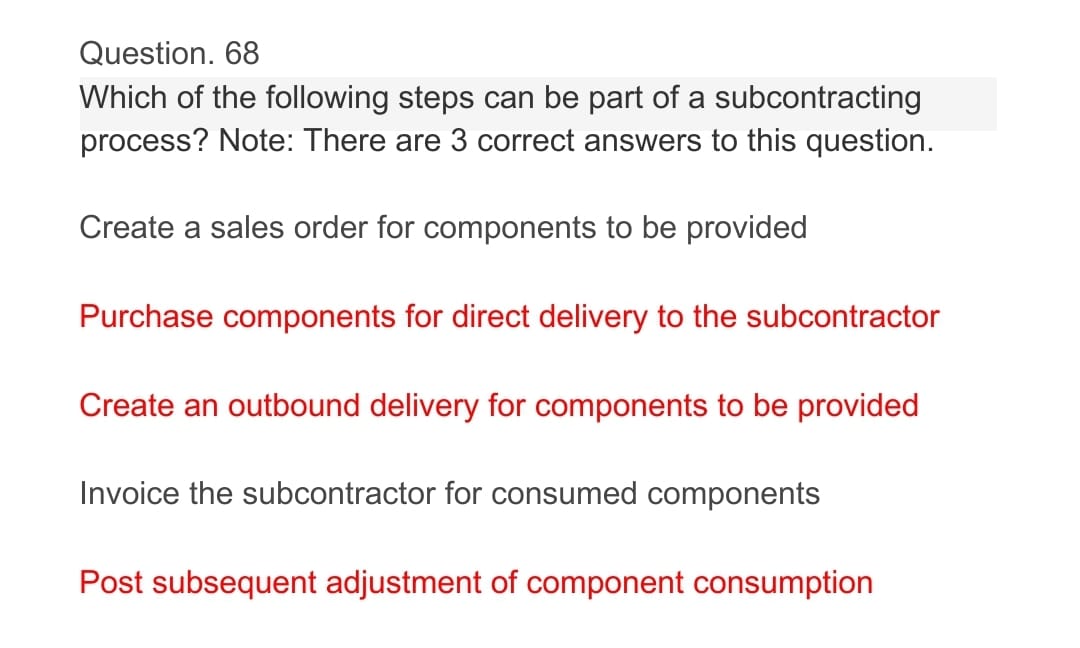 Question. 68
Which of the following steps can be part of a subcontracting
process? Note: There are 3 correct answers to this question.
Create a sales order for components to be provided
Purchase components for direct delivery to the subcontractor
Create an outbound delivery for components to be provided
Invoice the subcontractor for consumed components
Post subsequent adjustment of component consumption